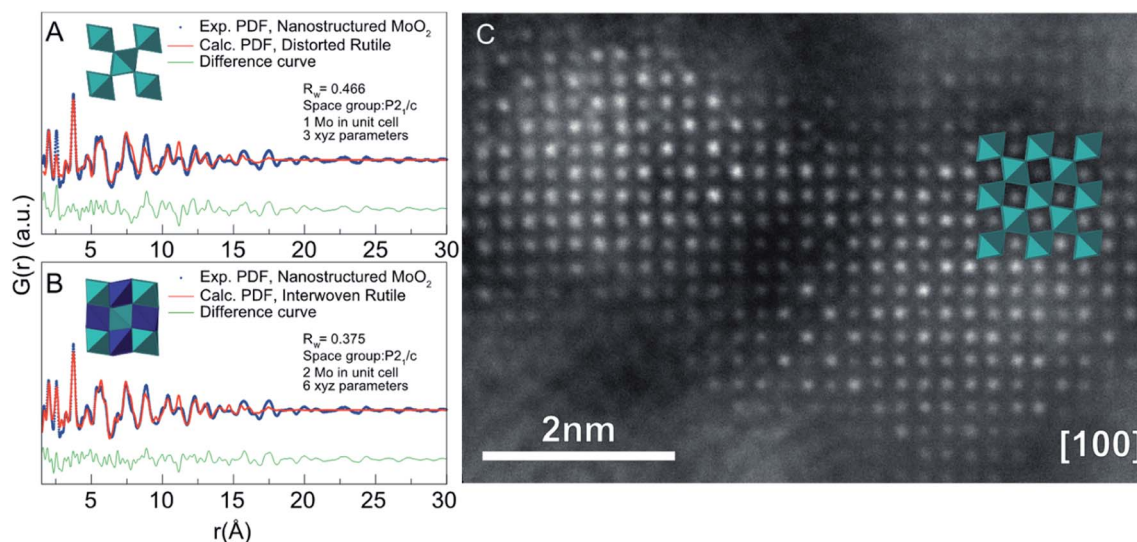 A
Exp. PDF, Nanostructured MoO₂
Calc. PDF, Distorted Rutile
Difference curve
R_w= 0.466
Space group:P2₁/c
1 Mo in unit cell
3 xyz parameters
5 10 15 20 25 30
B
Exp. PDF, Nanostructured MoO₂
Calc. PDF, Interwoven Rutile
Difference curve
R_w= 0.375
Space group:P2₁/c
2 Mo in unit cell
6 xyz parameters
5 10 15 20 25 30
G(r) (a.u.)
r(Å)
C
2nm
[100]